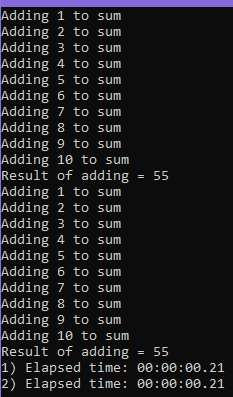 Adding 1 to sum
Adding 2 to sum
Adding 3 to sum
Adding 4 to sum
Adding 5 to sum
Adding 6 to sum
Adding 7 to sum
Adding 8 to sum
Adding 9 to sum
Adding 10 to sum
Result of adding = 55
Adding 1 to sum
Adding 2 to sum
Adding 3 to sum
Adding 4 to sum
Adding 5 to sum
Adding 6 to sum
Adding 7 to sum
Adding 8 to sum
Adding 9 to sum
Adding 10 to sum
Result of adding = 55
1) Elapsed time: 00:00:00.21
2) Elapsed time: 00:00:00.21